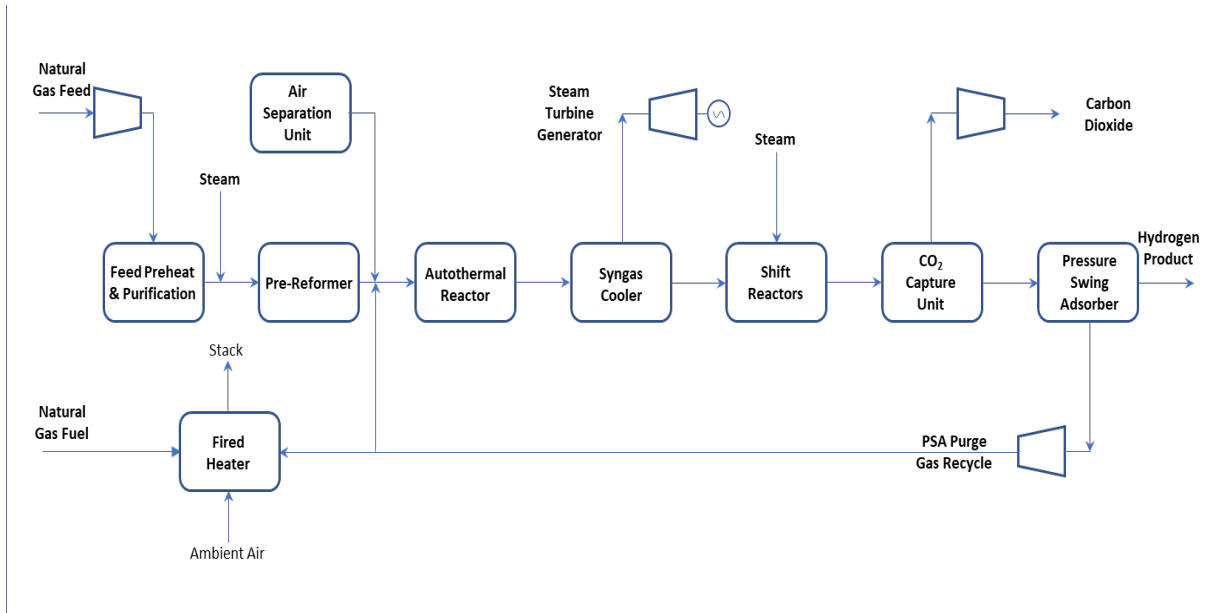 Natural
Gas Feed
Air
Separation
Unit
Steam
Turbine
Generator
Carbon
Dioxide
Steam
Steam
Feed Preheat
& Purification
Pre-Reformer
Autothermal
Reactor
Syngas
Cooler
Shift
Reactors
CO₂
Capture
Unit
Pressure
Swing
Adsorber
Hydrogen
Product
Stack
Natural
Gas Fuel
Fired
Heater
PSA Purge
Gas Recycle
Ambient Air